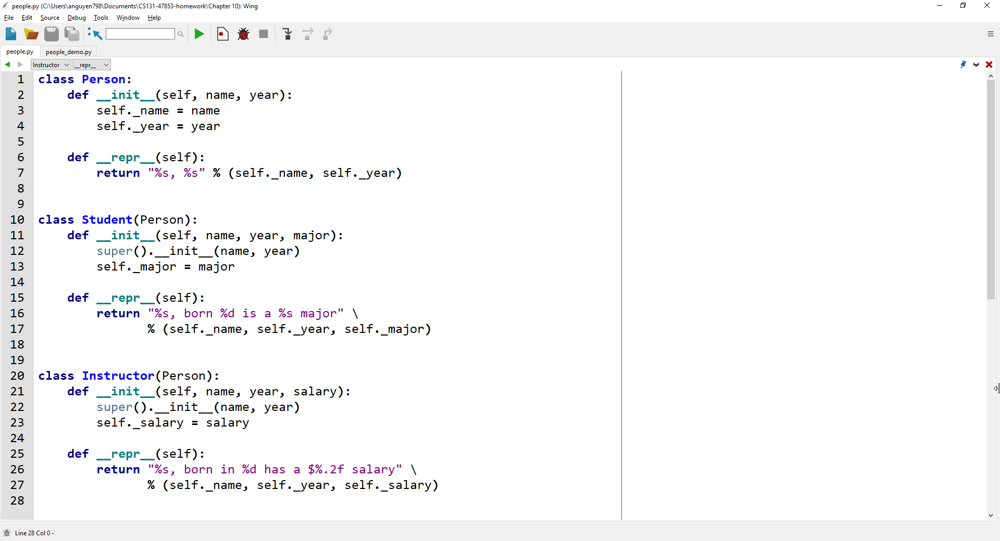 people.py (C:\Users\anguyen798\Documents\CS131-47853-homework\Chapter 10): Wing
File Edit Source Debug Tools Window Help
people.py people_demo.py
Instructor __repr__
1 class Person:
2     def __init__(self, name, year):
3         self._name = name
4         self._year = year
5
6     def __repr__(self):
7         return "%s, %s" % (self._name, self._year)
8
9
10 class Student(Person):
11     def __init__(self, name, year, major):
12         super().__init__(name, year)
13         self._major = major
14
15     def __repr__(self):
16         return "%s, born %d is a %s major" \
17                % (self._name, self._year, self._major)
18
19
20 class Instructor(Person):
21     def __init__(self, name, year, salary):
22         super().__init__(name, year)
23         self._salary = salary
24
25     def __repr__(self):
26         return "%s, born in %d has a $%.2f salary" \
27                % (self._name, self._year, self._salary)
28
Line 28 Col 0 -